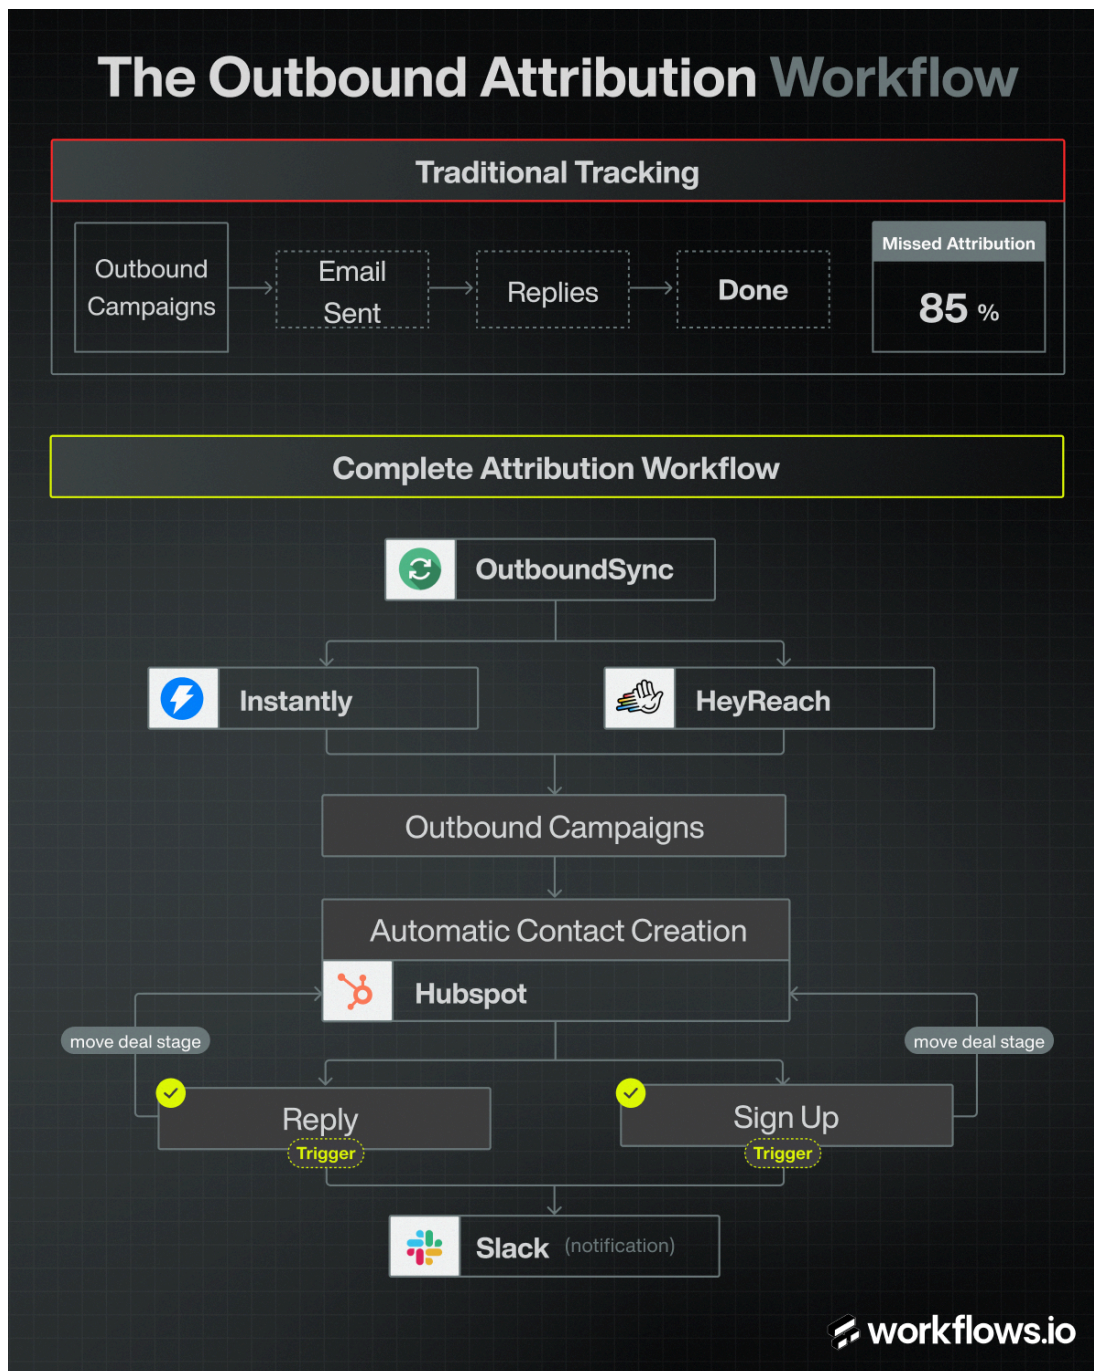 The Outbound Attribution Workflow
Traditional Tracking
Outbound
Campaigns
Email
Sent
Replies
Done
Missed Attribution
85 %
Complete Attribution Workflow
OutboundSync
Instantly
HeyReach
Outbound Campaigns
Automatic Contact Creation
Hubspot
move deal stage
move deal stage
Reply
Trigger
Sign Up
Trigger
Slack (notification)
workflows.io